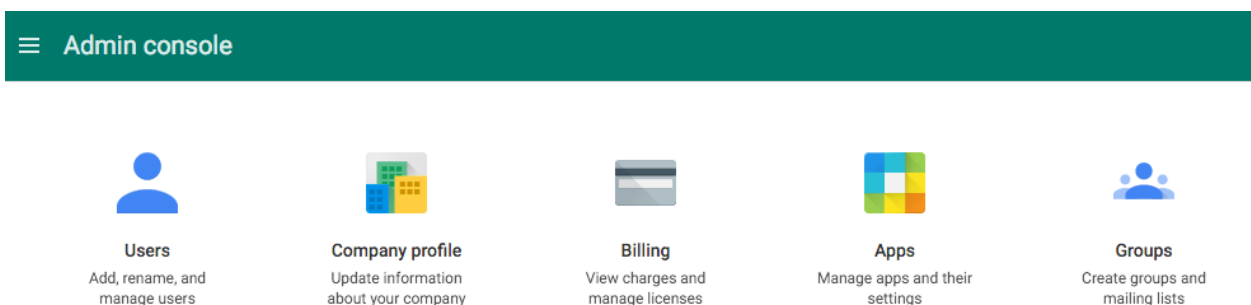 Admin console
Users
Add, rename, and
manage users
Company profile
Update information
about your company
Billing
View charges and
manage licenses
Apps
Manage apps and their
settings
Groups
Create groups and
mailing lists